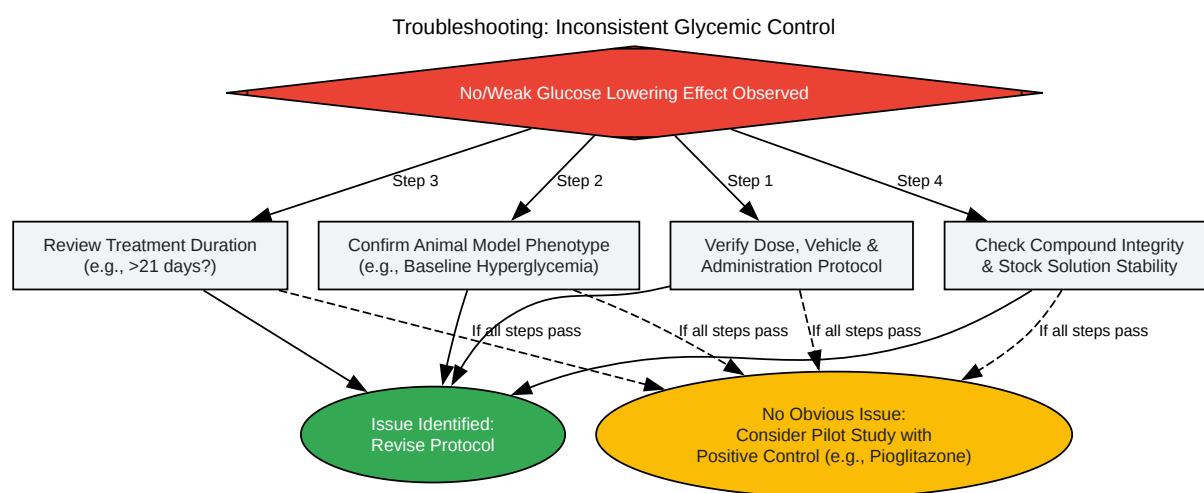 Troubleshooting: Inconsistent Glycemic Control
No/Weak Glucose Lowering Effect Observed
Step 3
Step 2
Step 1
Step 4
Review Treatment Duration
(e.g., >21 days?)
Confirm Animal Model Phenotype
(e.g., Baseline Hyperglycemia)
Verify Dose, Vehicle &
Administration Protocol
Check Compound Integrity
& Stock Solution Stability
If all steps pass
If all steps pass
If all steps pass
If all steps pass
Issue Identified:
Revise Protocol
No Obvious Issue:
Consider Pilot Study with
Positive Control (e.g., Pioglitazone)